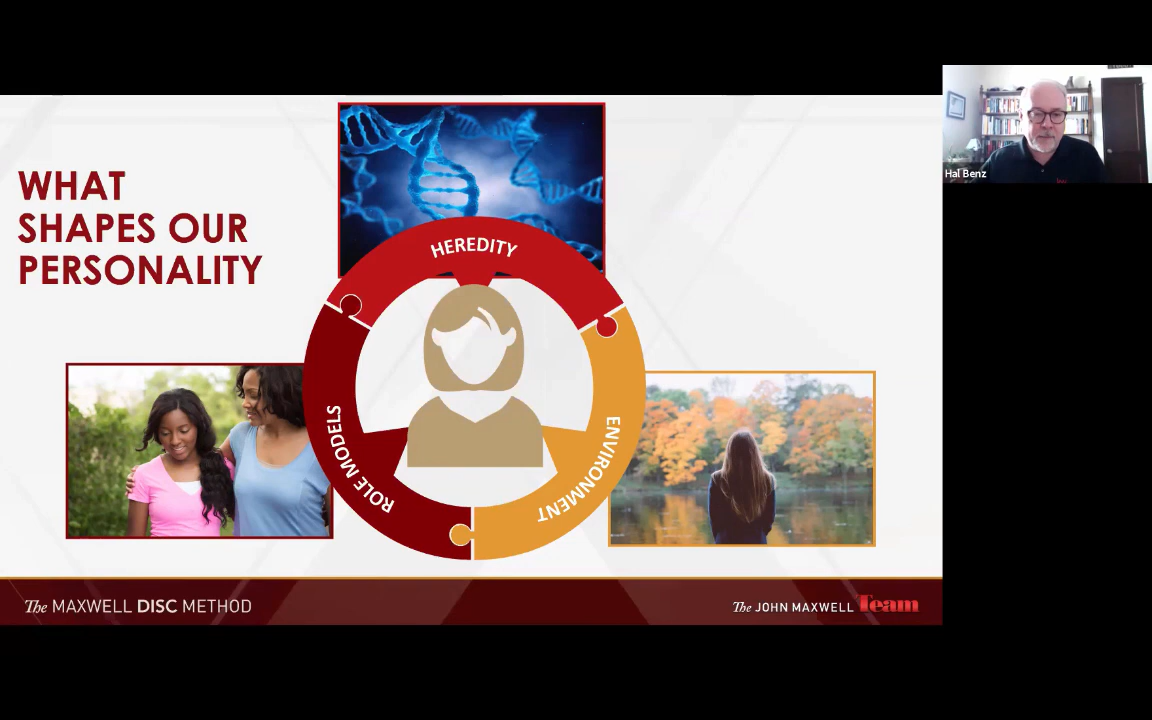 WHAT
SHAPES OUR
PERSONALITY
HEREDITY
ROLE MODELS
ENVIRONMENT
The MAXWELL DISC METHOD
The JOHN MAXWELL Team
Hal Benz